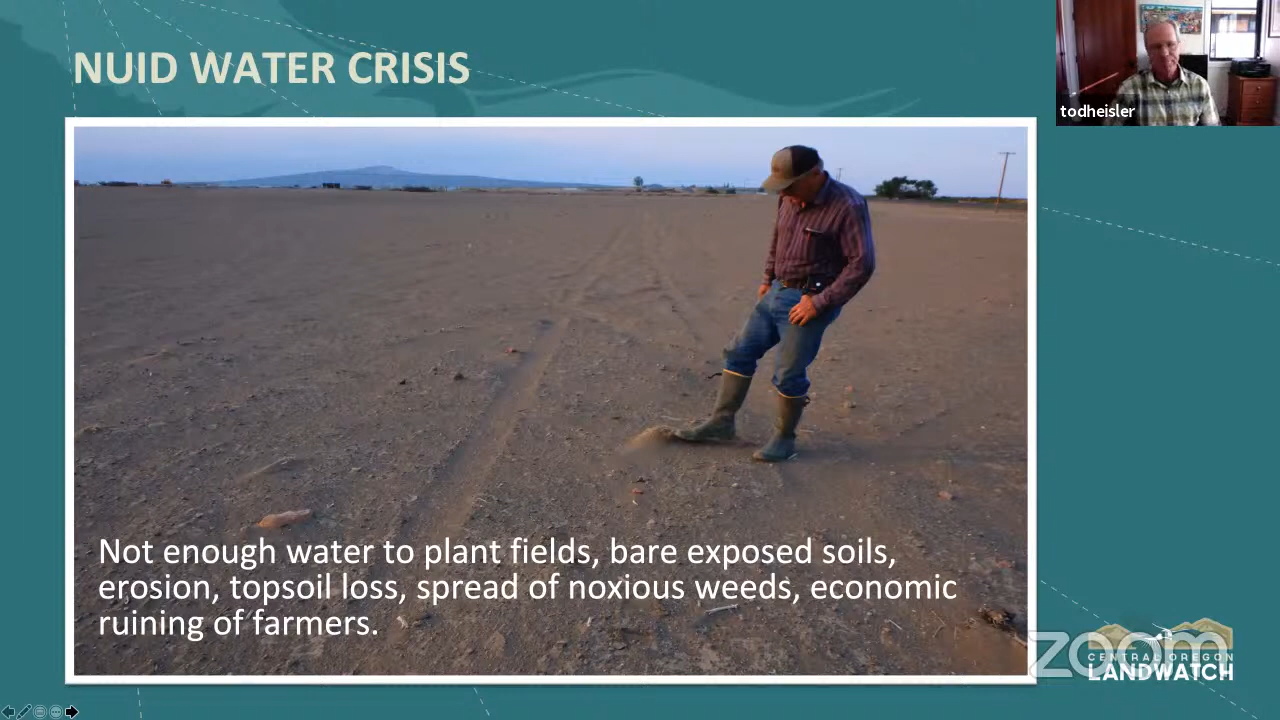 NUID WATER CRISIS
todheisler
Not enough water to plant fields, bare exposed soils,
erosion, topsoil loss, spread of noxious weeds, economic
ruining of farmers.
zoom
CENTRAL OREGON
LANDWATCH